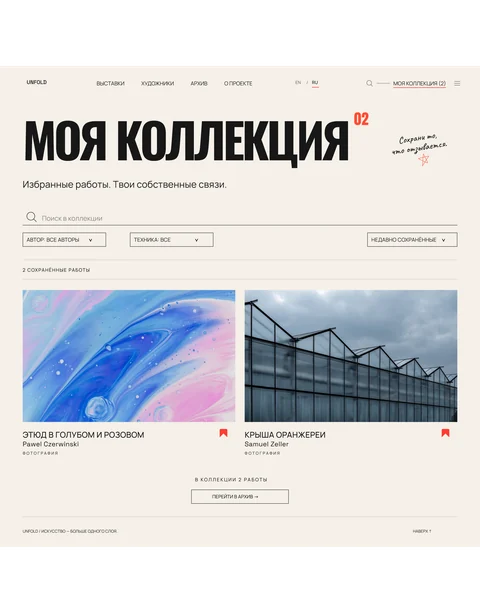 UNFOLD
ВЫСТАВКИ ХУДОЖНИКИ АРХИВ О ПРОЕКТЕ
EN / RU
МОЯ КОЛЛЕКЦИЯ (2)
МОЯ КОЛЛЕКЦИЯ 02
Сохрани то,
что отзывается.
Избранные работы. Твои собственные связи.
Поиск в коллекции
АВТОР: ВСЕ АВТОРЫ
ТЕХНИКА: ВСЕ
НЕДАВНО СОХРАНЁННЫЕ
2 СОХРАНЁННЫЕ РАБОТЫ
ЭТЮД В ГОЛУБОМ И РОЗОВОМ
Pawel Czerwinski
ФОТОГРАФИЯ
КРЫША ОРАНЖЕРЕИ
Samuel Zeller
ФОТОГРАФИЯ
В КОЛЛЕКЦИИ 2 РАБОТЫ
ПЕРЕЙТИ В АРХИВ →
UNFOLD / ИСКУССТВО — БОЛЬШЕ ОДНОГО СЛОЯ.
НАВЕРХ ↑